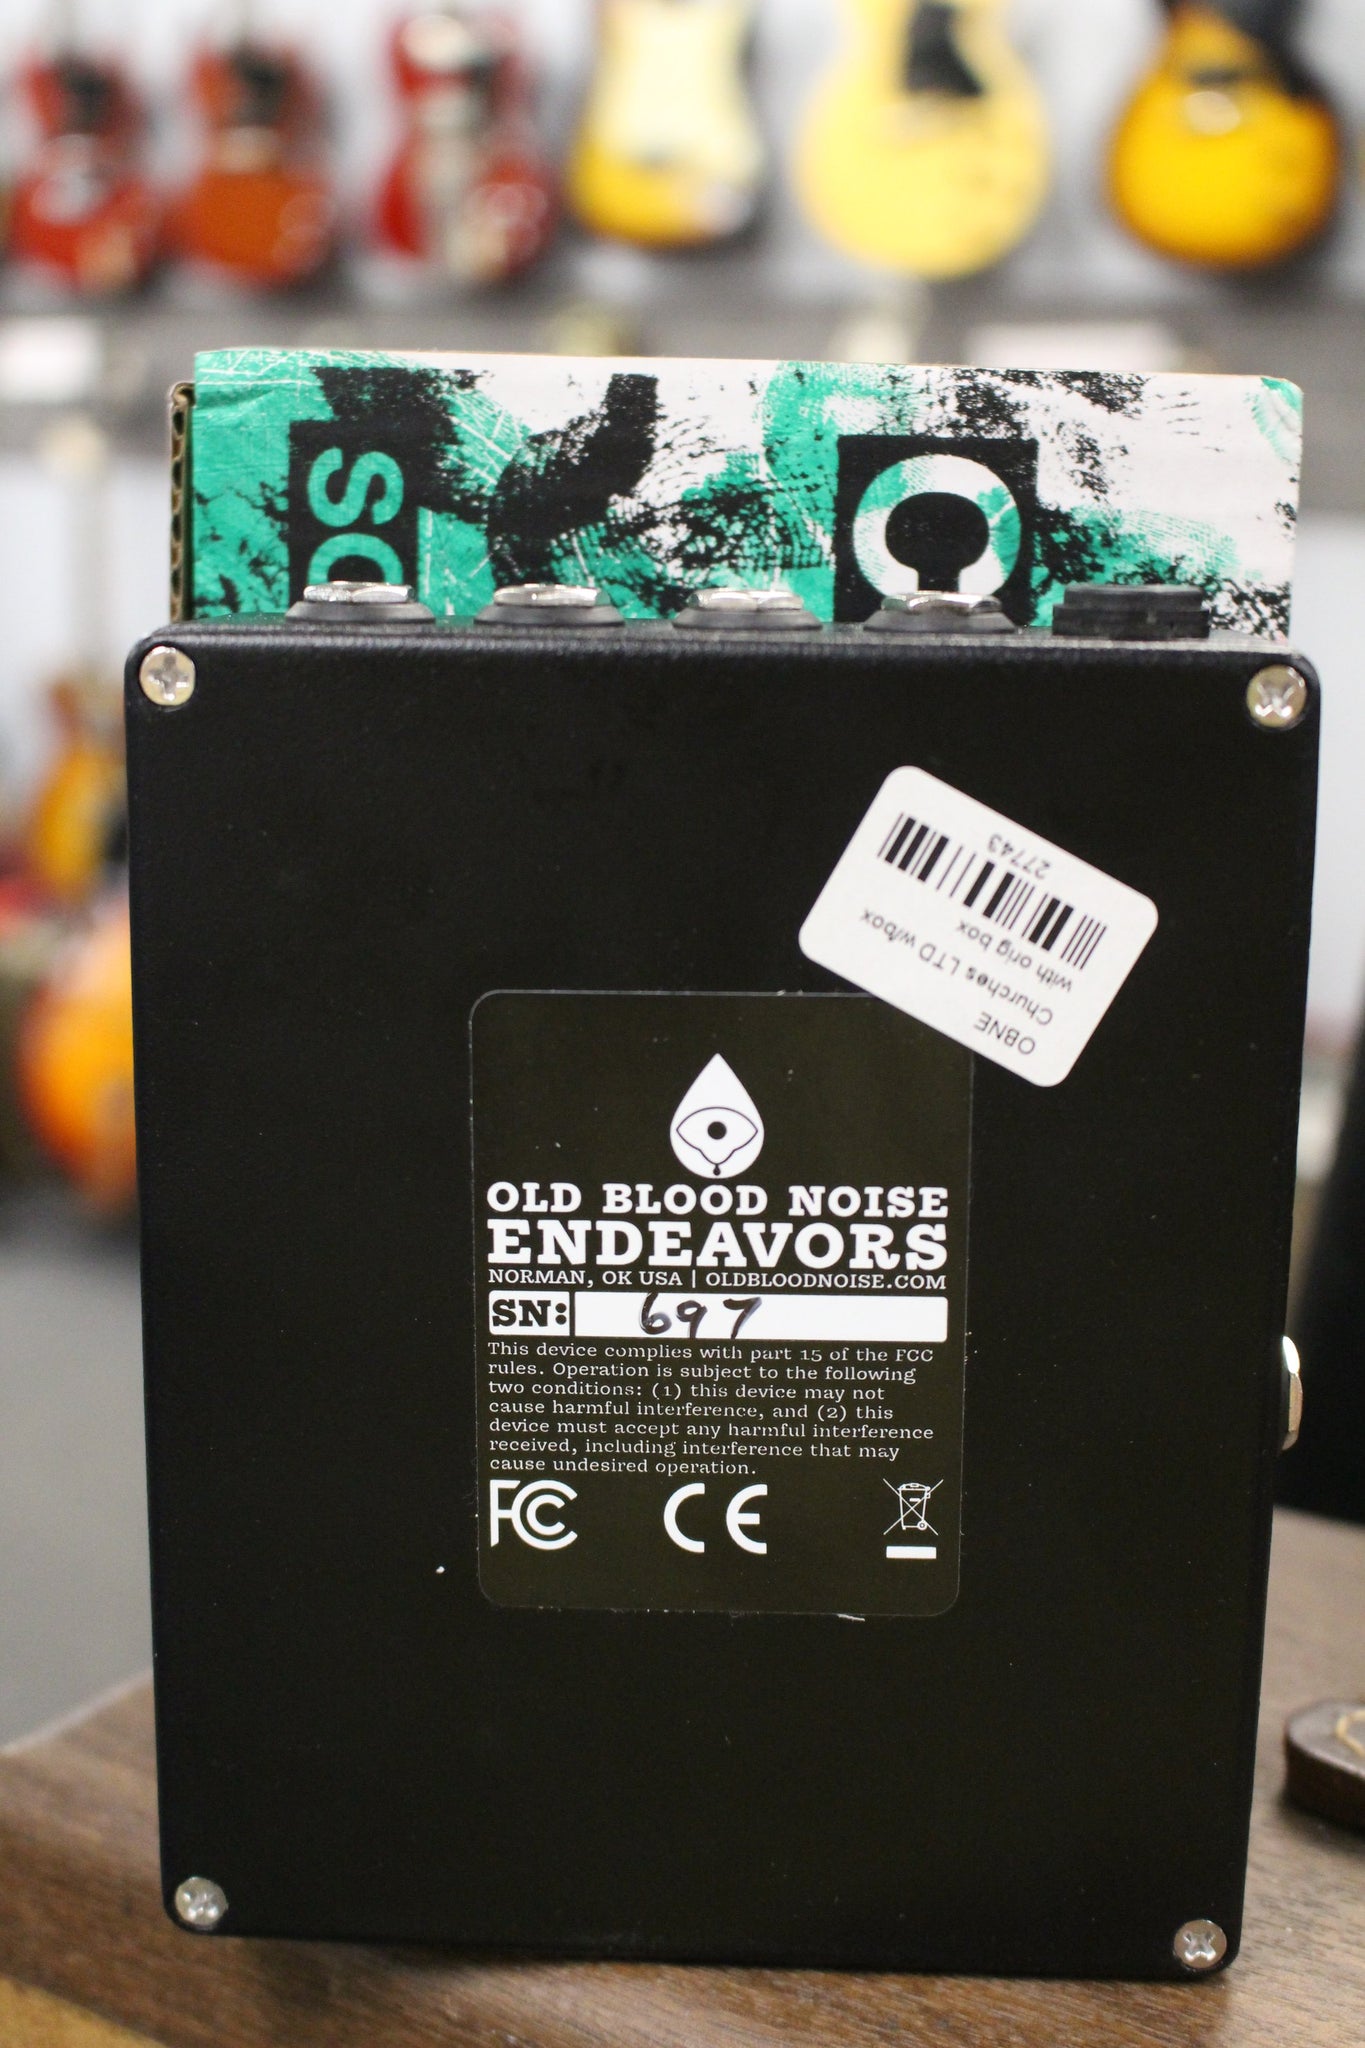 OLD BLOOD NOISE
ENDEAVORS
NORMAN, OK USA | OLDBLOODNOISE.COM
SN: 697
This device complies with part 15 of the FCC
rules. Operation is subject to the following
two conditions: (1) this device may not
cause harmful interference, and (2) this
device must accept any harmful interference
received, including interference that may
cause undesired operation.
FC CE
OBNE
Churches LTD w/box
with orig box
27743